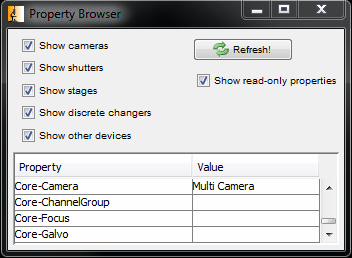 Property Browser
Show cameras
Refresh!
Show shutters
Show read-only properties
Show stages
Show discrete changers
Show other devices
Property Value
Core-Camera Multi Camera
Core-ChannelGroup
Core-Focus
Core-Galvo